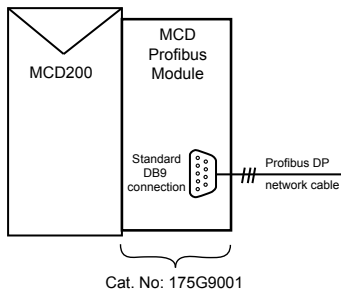 MCD200
MCD
Profibus
Module
Standard
DB9
connection
Profibus DP
network cable
Cat. No: 175G9001